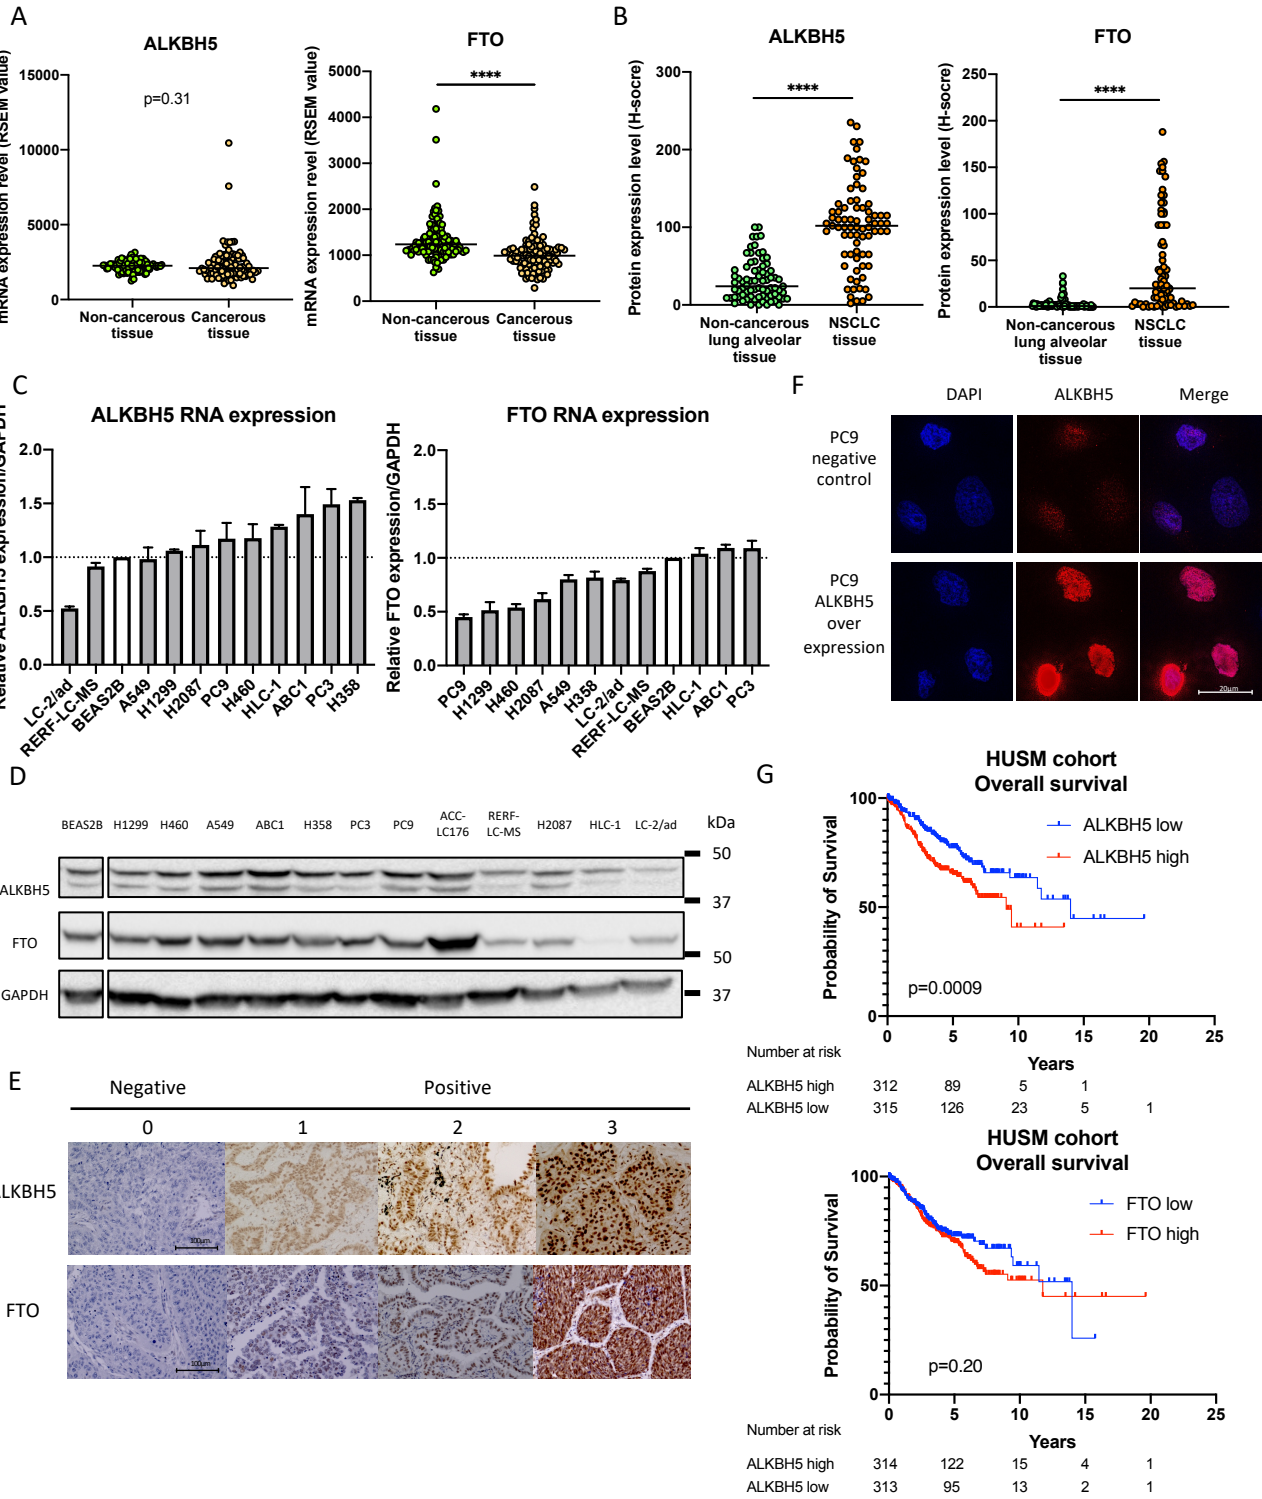 A
ALKBH5
mRNA expression revel (RSEM value)
15000
10000
5000
0
p=0.31
Non-cancerous
tissue
Cancerous
tissue
FTO
mRNA expression revel (RSEM value)
5000
4000
3000
2000
1000
0
****
Non-cancerous
tissue
Cancerous
tissue
B
ALKBH5
Protein expression level (H-socre)
300
200
100
0
****
Non-cancerous
lung alveolar
tissue
NSCLC
tissue
FTO
Protein expression level (H-socre)
250
200
150
100
50
0
****
Non-cancerous
lung alveolar
tissue
NSCLC
tissue
C
ALKBH5 RNA expression
Relative ALKBH5 expression/GAPDH
2.0
1.5
1.0
0.5
0.0
LC-2/ad
RERF-LC-MS
BEAS2B
A549
H1299
H2087
PC9
H460
HLC-1
ABC1
PC3
H358
FTO RNA expression
Relative FTO expression/GAPDH
2.0
1.5
1.0
0.5
0.0
PC9
H1299
H460
H2087
A549
H358
LC-2/ad
RERF-LC-MS
BEAS2B
HLC-1
ABC1
PC3
F
DAPI ALKBH5 Merge
PC9
negative
control
PC9
ALKBH5
over
expression
20μm
D
BEAS2B H1299 H460 A549 ABC1 H358 PC3 PC9 ACC-LC176 RERF-LC-MS H2087 HLC-1 LC-2/ad
kDa
ALKBH5
50
37
FTO
50
GAPDH
37
E
Negative Positive
0 1 2 3
ALKBH5
100μm
FTO
100μm
G
HUSM cohort
Overall survival
Probability of Survival
100
50
0
ALKBH5 low
ALKBH5 high
p=0.0009
0 5 10 15 20 25
Years
Number at risk
ALKBH5 high 312 89 5 1
ALKBH5 low 315 126 23 5 1
HUSM cohort
Overall survival
Probability of Survival
100
50
0
FTO low
FTO high
p=0.20
0 5 10 15 20 25
Years
Number at risk
ALKBH5 high 314 122 15 4 1
ALKBH5 low 313 95 13 2 1